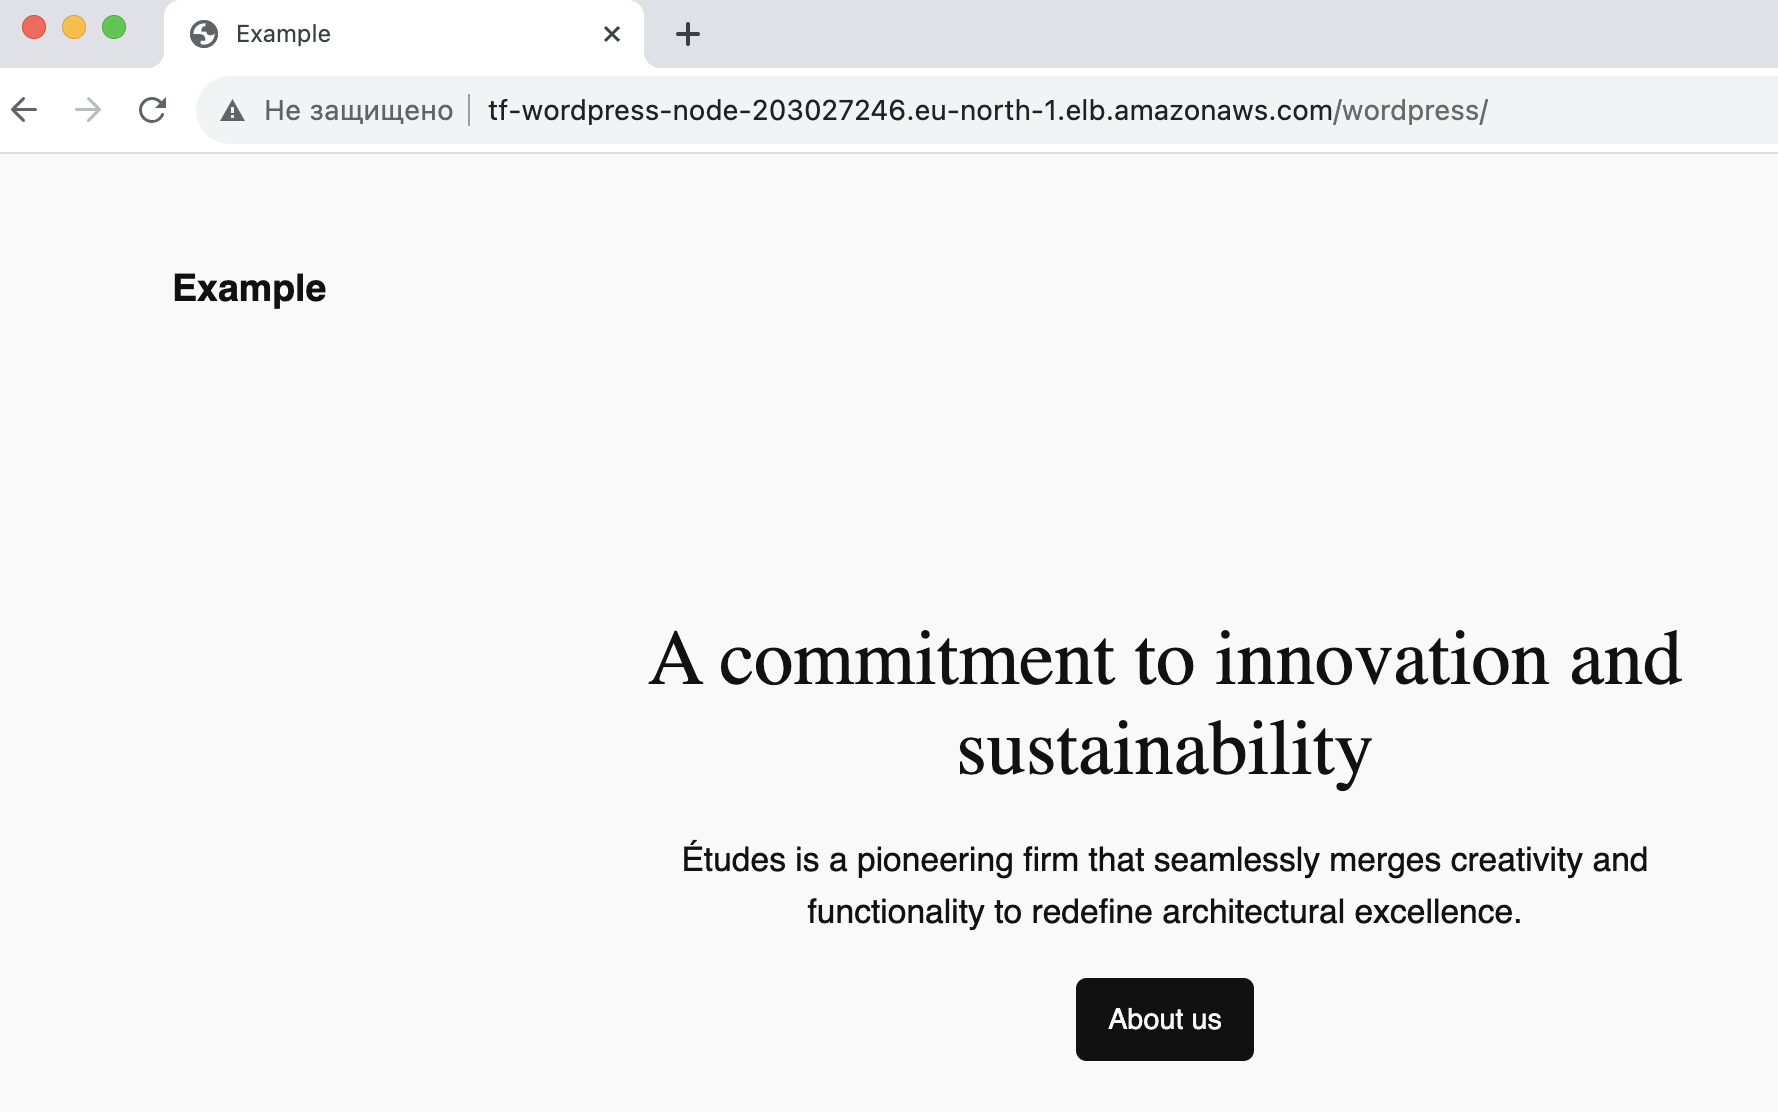 Example
Не защищено tf-wordpress-node-203027246.eu-north-1.elb.amazonaws.com/wordpress/
Example
A commitment to innovation and
sustainability
Études is a pioneering firm that seamlessly merges creativity and
functionality to redefine architectural excellence.
About us